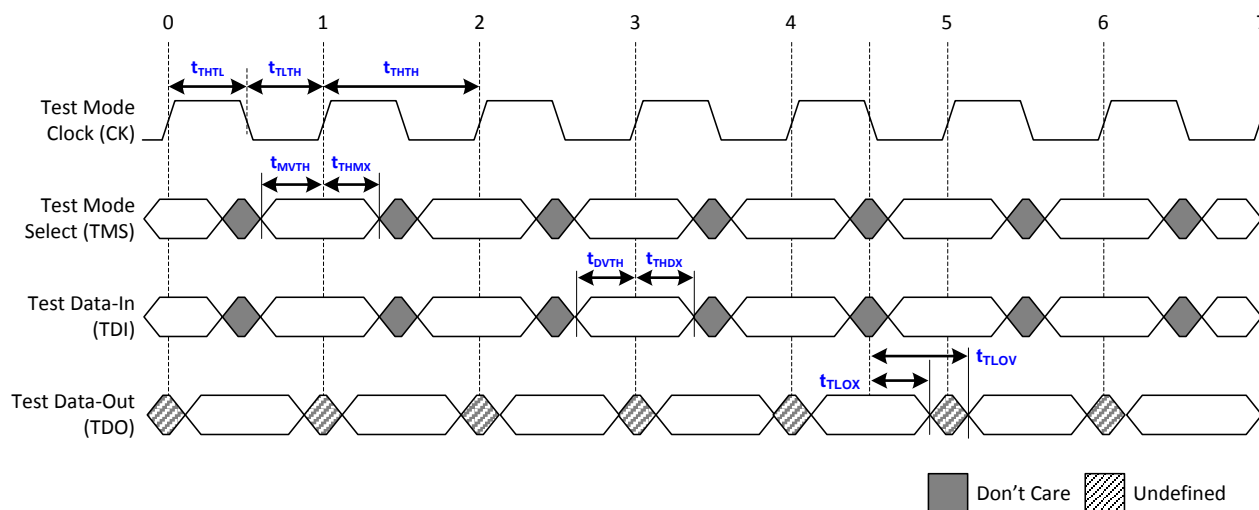 0 1 2 3 4 5 6 7
tTHTL tTLTH tTHTH
Test Mode
Clock (CK)
tMVTH tTHMX
Test Mode
Select (TMS)
tDVTH tTHDX
Test Data-In
(TDI)
tTLOV
tTLOX
Test Data-Out
(TDO)
Don't Care Undefined